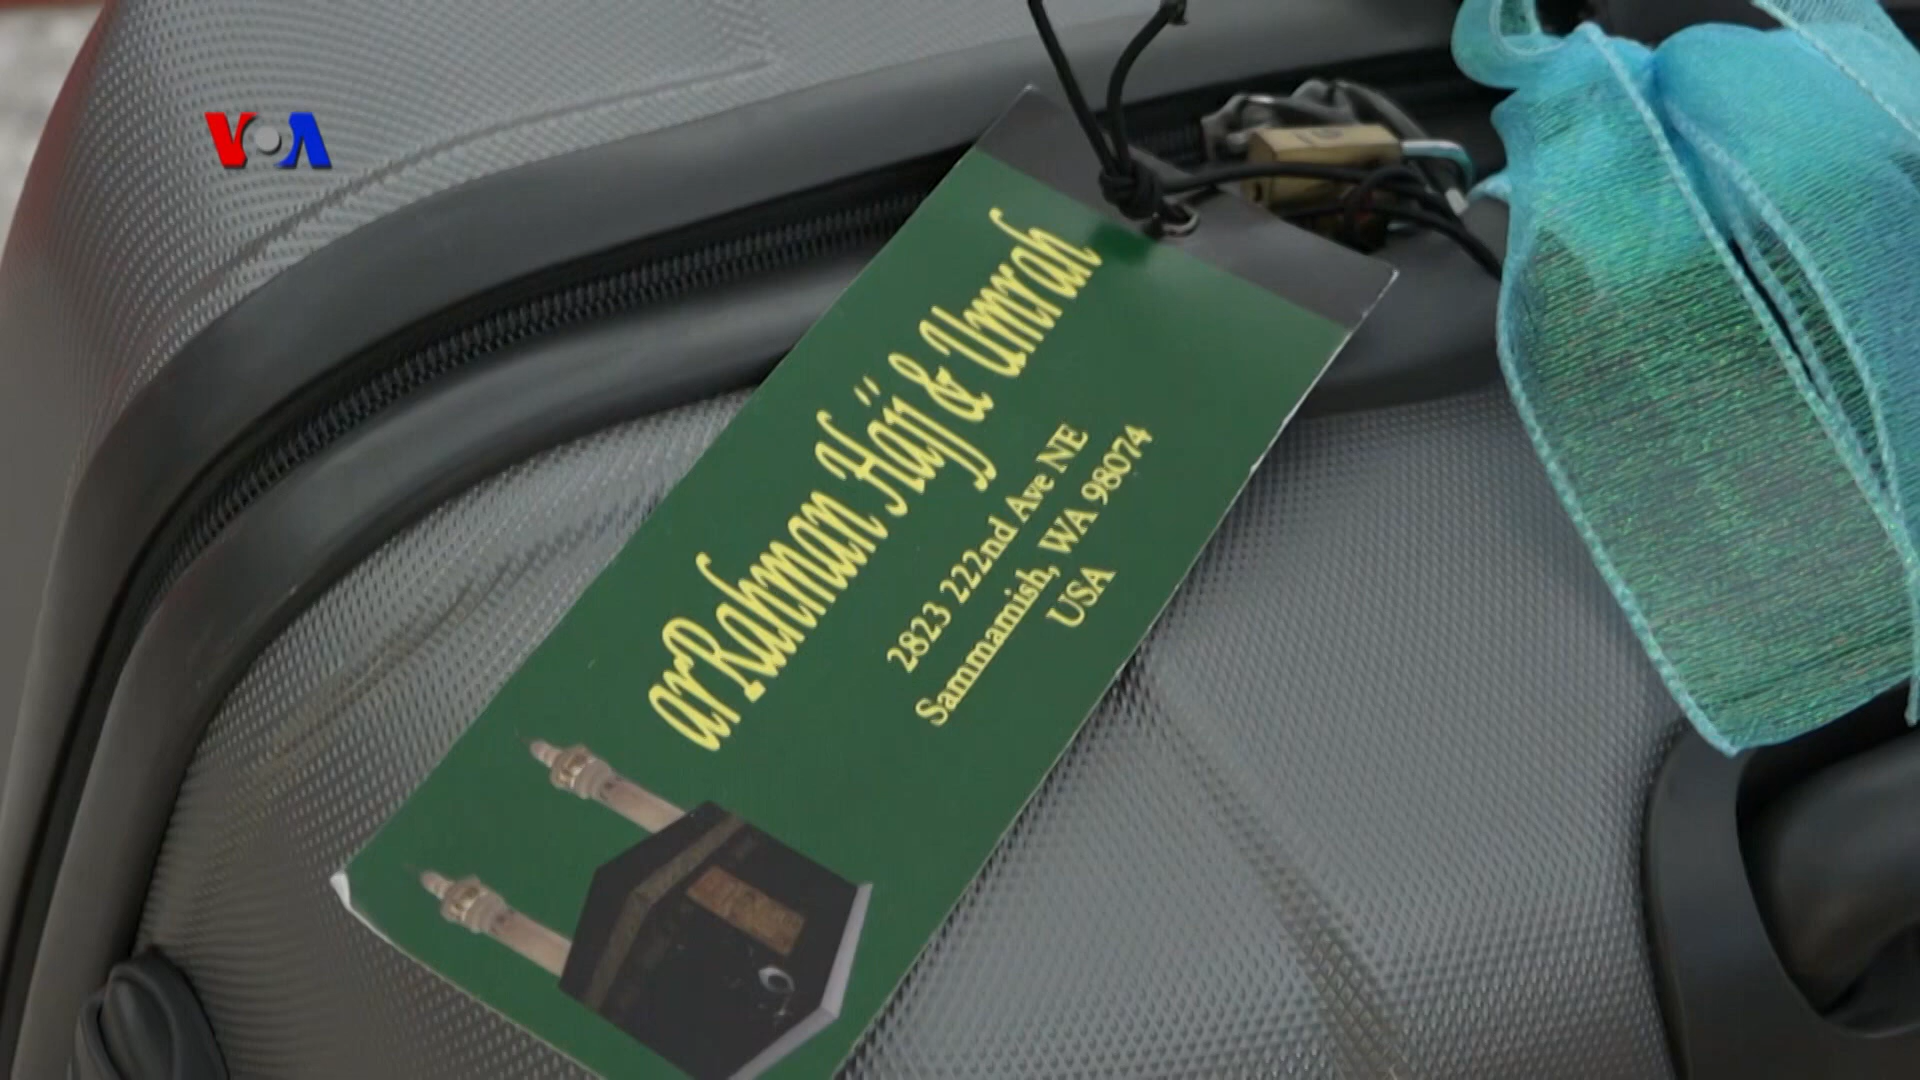 VOA
arRahman Hajj & Umrah
2823 222nd Ave NE
Sammamish, WA 98074
USA